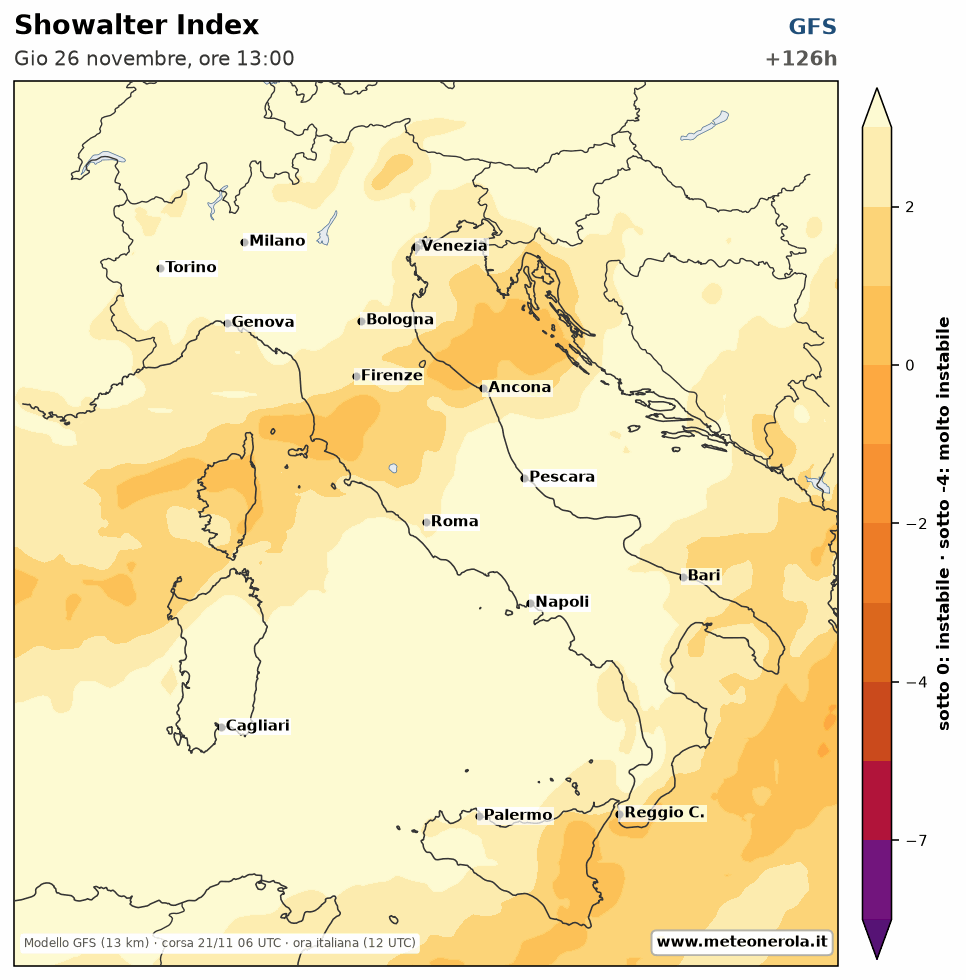 Showalter Index
GFS
Gio 26 novembre, ore 13:00
+126h
Milano
Venezia
Torino
Genova
Bologna
Firenze
Ancona
Pescara
Roma
Bari
Napoli
Cagliari
Palermo
Reggio C.
2
0
−2
−4
−7
sotto 0: instabile · sotto -4: molto instabile
Modello GFS (13 km) · corsa 21/11 06 UTC · ora italiana (12 UTC)
www.meteonerola.it